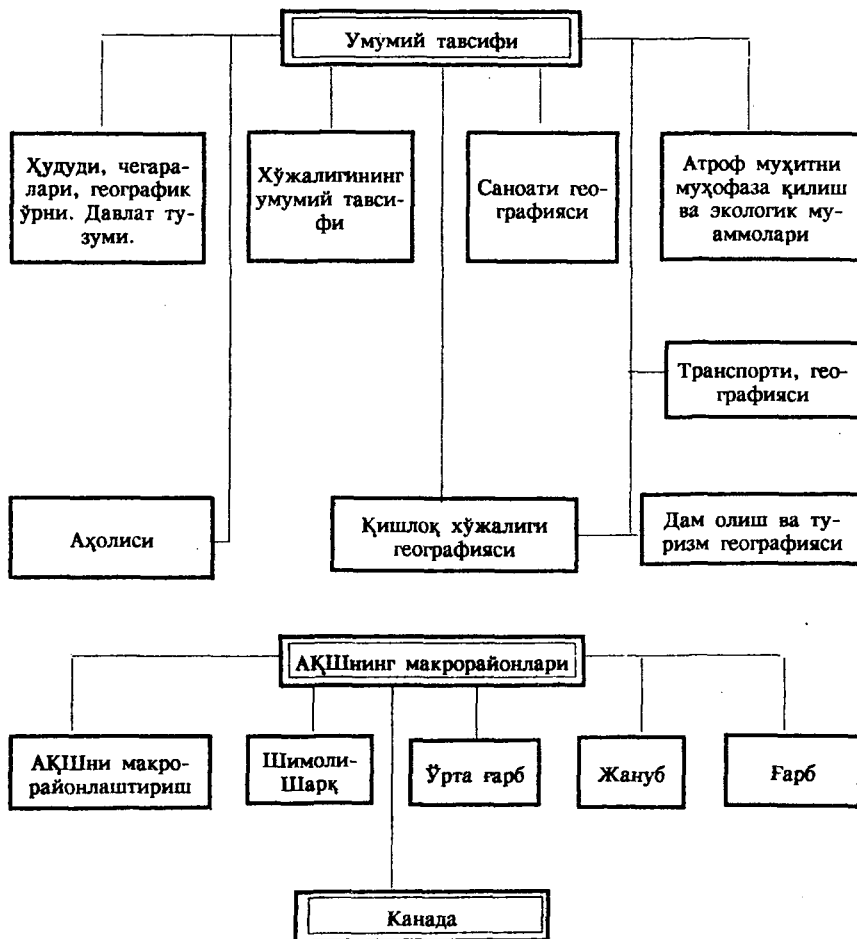 Умумий тавсифи
Ҳудуди, чегара-
лари, географик
ўрни. Давлат ту-
зуми.
Хўжалигининг
умумий тавси-
фи
Саноати гео-
графияси
Атроф муҳитни
муҳофаза қилиш
ва экологик му-
аммолари
Транспорти, гео-
графияси
Аҳолиси
Қишлоқ хўжалиги
географияси
Дам олиш ва ту-
ризм географияси
АҚШнинг макрорайонлари
АҚШни макро-
районлаштириш
Шимоли-
Шарқ
Ўрта ғарб
Жануб
Ғарб
Канада